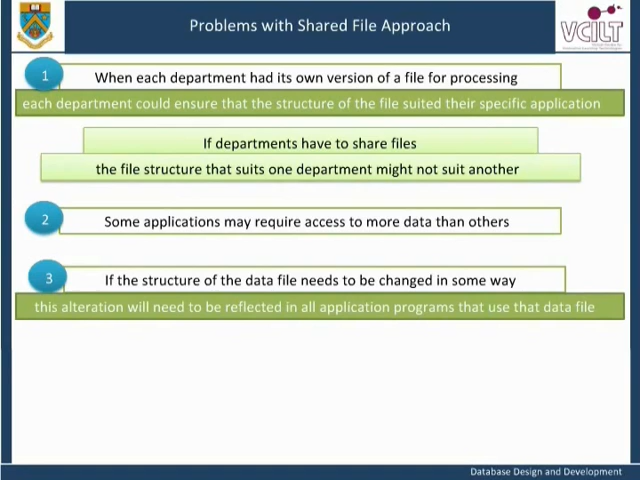 Problems with Shared File Approach
VCILT
1
When each department had its own version of a file for processing
each department could ensure that the structure of the file suited their specific application
If departments have to share files
the file structure that suits one department might not suit another
2
Some applications may require access to more data than others
3
If the structure of the data file needs to be changed in some way
this alteration will need to be reflected in all application programs that use that data file
Database Design and Development